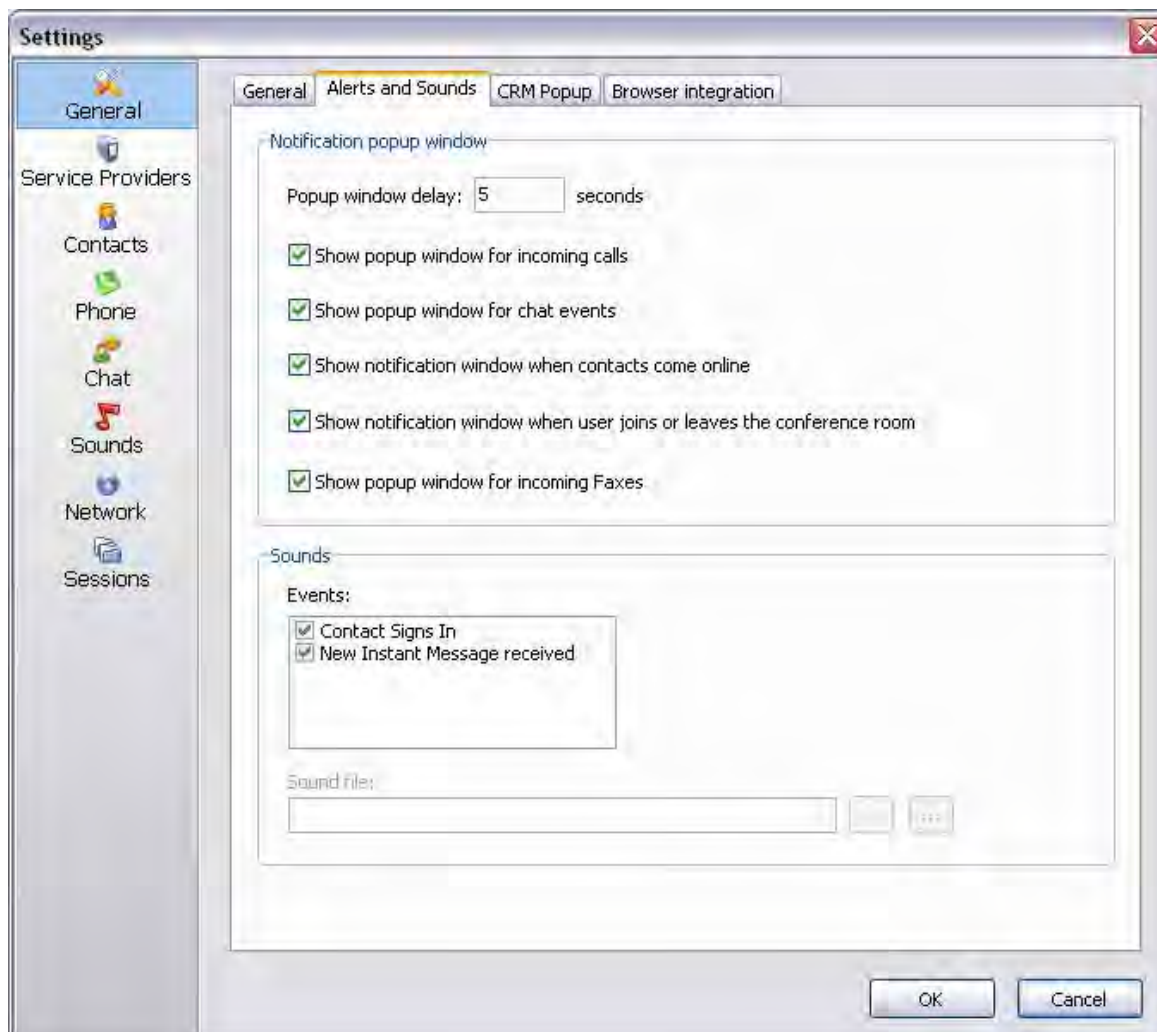 Settings
General
Service Providers
Contacts
Phone
Chat
Sounds
Network
Sessions
General Alerts and Sounds CRM Popup Browser integration
Notification popup window
Popup window delay: 5 seconds
Show popup window for incoming calls
Show popup window for chat events
Show notification window when contacts come online
Show notification window when user joins or leaves the conference room
Show popup window for incoming Faxes
Sounds
Events:
Contact Signs In
New Instant Message received
Sound file:
...
OK Cancel